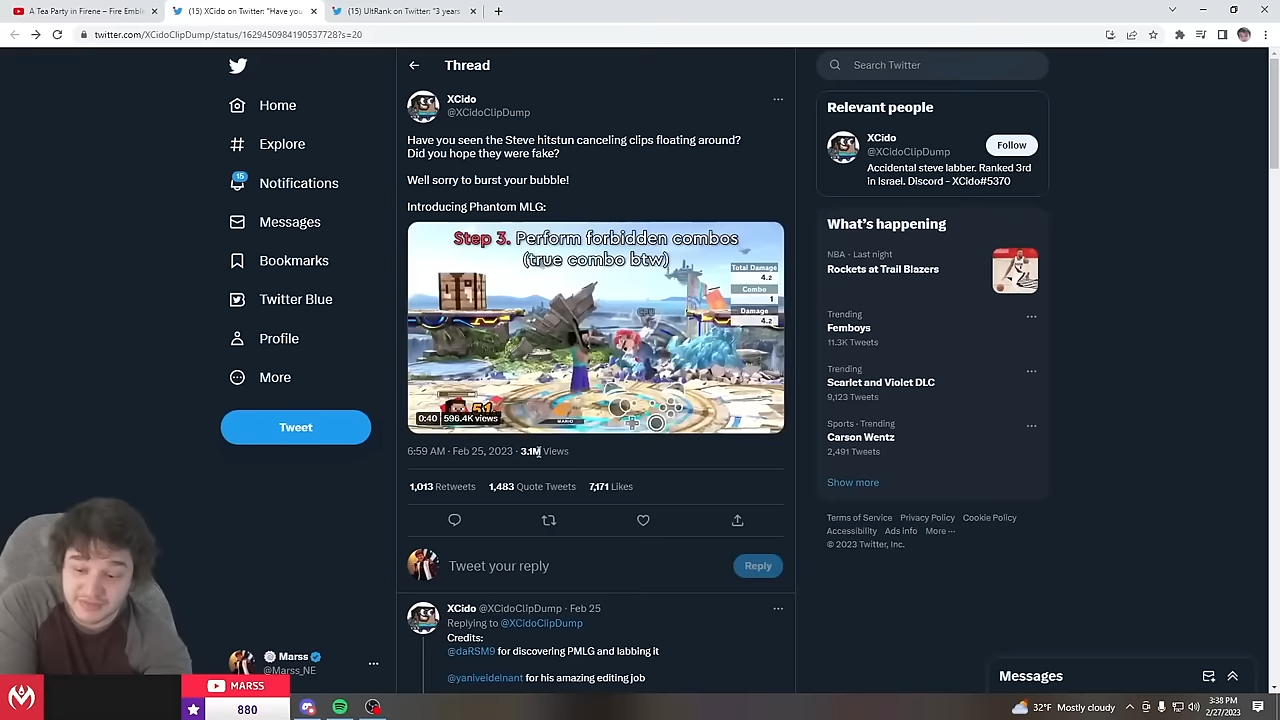 A Tea Party in Firene – Fire Emble
(15) XCido on Twitter: "Have you
(15) UltRank on Twitter: "3 years
twitter.com/XCidoClipDump/status/1629450984190537728?s=20
Home
Explore
15
Notifications
Messages
Bookmarks
Twitter Blue
Profile
More
Tweet
Marss
@Marss_NE
Thread
XCido
@XCidoClipDump
Have you seen the Steve hitstun canceling clips floating around?
Did you hope they were fake?
Well sorry to burst your bubble!
Introducing Phantom MLG:
Step 3. Perform forbidden combos
(true combo btw)
Total Damage
4.2
Combo
1
Damage
4.2
CPU
MARIO
0:40 596.4K views
6:59 AM · Feb 25, 2023 · 3.1M Views
1,013 Retweets 1,483 Quote Tweets 7,171 Likes
Tweet your reply
Reply
XCido @XCidoClipDump · Feb 25
Replying to @XCidoClipDump
Credits:
@daRSM9 for discovering PMLG and labbing it
@yaniveidelnant for his amazing editing job
Search Twitter
Relevant people
XCido
@XCidoClipDump
Follow
Accidental steve labber. Ranked 3rd
in Israel. Discord - XCido#5370
What's happening
NBA · Last night
Rockets at Trail Blazers
Trending
Femboys
11.3K Tweets
Trending
Scarlet and Violet DLC
9,123 Tweets
Sports · Trending
Carson Wentz
2,491 Tweets
Show more
Terms of Service Privacy Policy Cookie Policy
Accessibility Ads info More ···
© 2023 Twitter, Inc.
Messages
MARSS
880
32°F Mostly cloudy
3:38 PM
2/27/2023